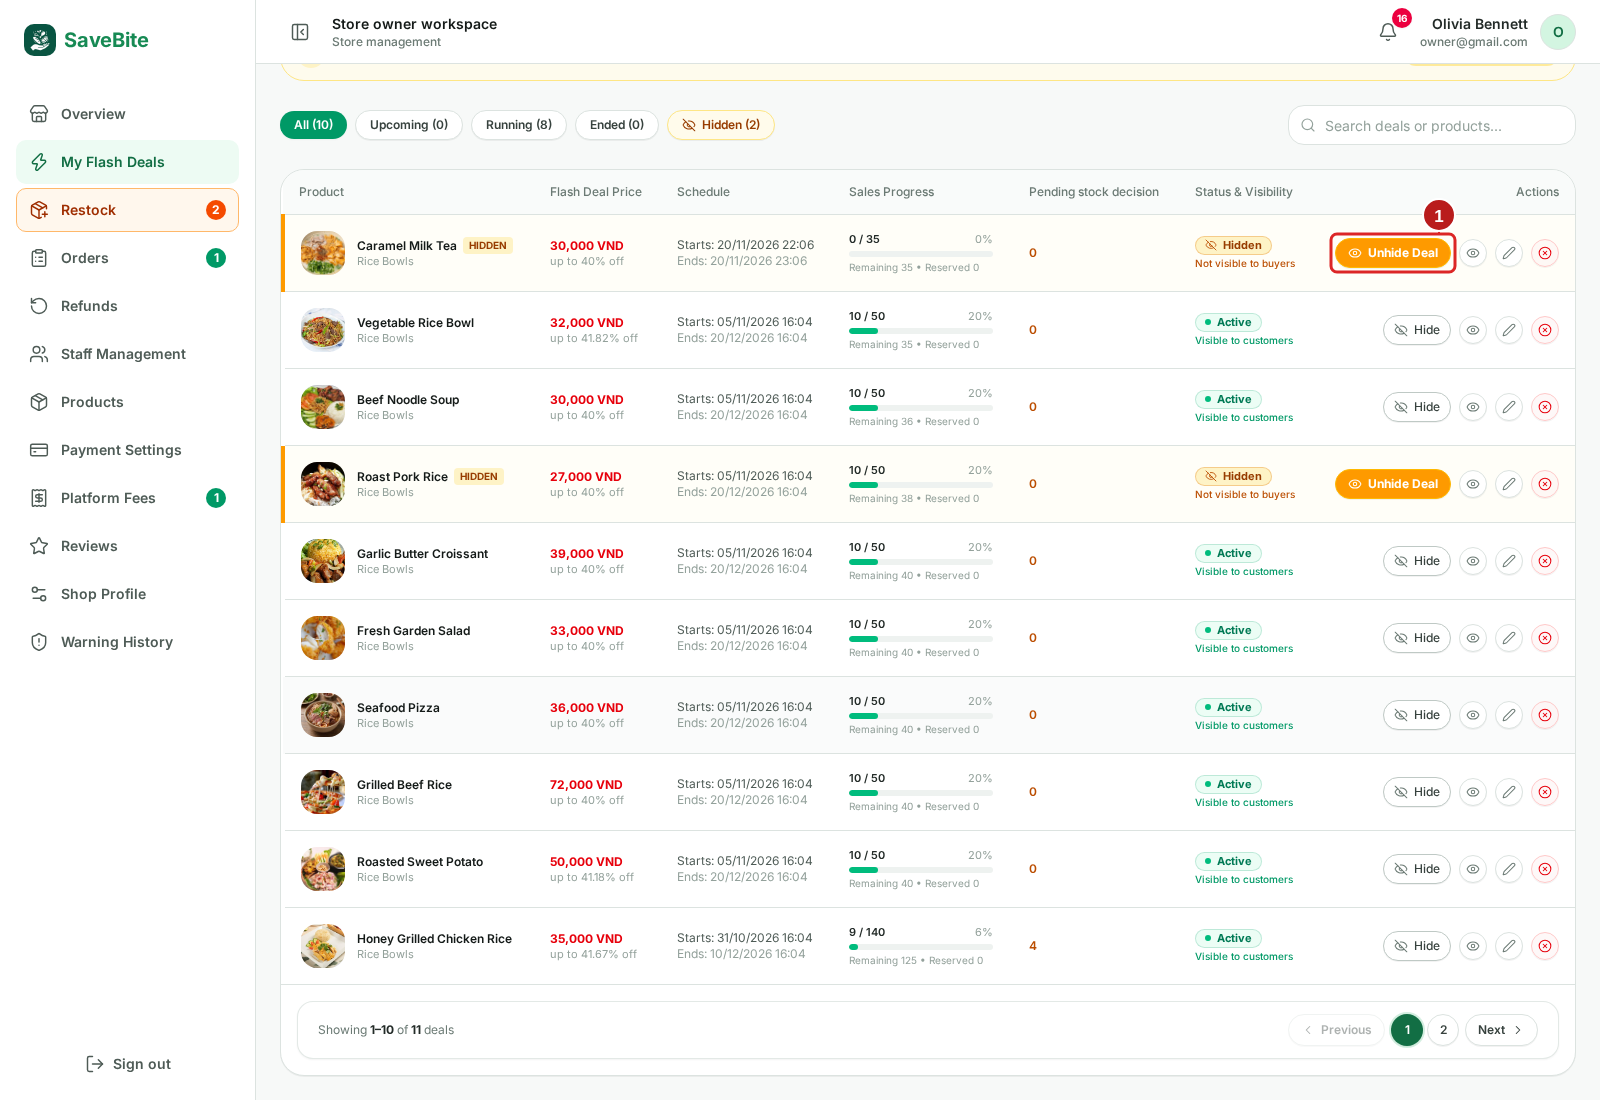 SaveBite
Store owner workspace
Store management
16
Olivia Bennett
owner@gmail.com
O
Overview
My Flash Deals
Restock 2
Orders 1
Refunds
Staff Management
Products
Payment Settings
Platform Fees 1
Reviews
Shop Profile
Warning History
Sign out
All (10) Upcoming (0) Running (8) Ended (0) Hidden (2)
Search deals or products...
Product Flash Deal Price Schedule Sales Progress Pending stock decision Status & Visibility Actions
1
Caramel Milk Tea HIDDEN
Rice Bowls
30,000 VND
up to 40% off
Starts: 20/11/2026 22:06
Ends: 20/11/2026 23:06
0 / 35 0%
Remaining 35 • Reserved 0
0
Hidden
Not visible to buyers
Unhide Deal
Vegetable Rice Bowl
Rice Bowls
32,000 VND
up to 41.82% off
Starts: 05/11/2026 16:04
Ends: 20/12/2026 16:04
10 / 50 20%
Remaining 35 • Reserved 0
0
Active
Visible to customers
Hide
Beef Noodle Soup
Rice Bowls
30,000 VND
up to 40% off
Starts: 05/11/2026 16:04
Ends: 20/12/2026 16:04
10 / 50 20%
Remaining 36 • Reserved 0
0
Active
Visible to customers
Hide
Roast Pork Rice HIDDEN
Rice Bowls
27,000 VND
up to 40% off
Starts: 05/11/2026 16:04
Ends: 20/12/2026 16:04
10 / 50 20%
Remaining 38 • Reserved 0
0
Hidden
Not visible to buyers
Unhide Deal
Garlic Butter Croissant
Rice Bowls
39,000 VND
up to 40% off
Starts: 05/11/2026 16:04
Ends: 20/12/2026 16:04
10 / 50 20%
Remaining 40 • Reserved 0
0
Active
Visible to customers
Hide
Fresh Garden Salad
Rice Bowls
33,000 VND
up to 40% off
Starts: 05/11/2026 16:04
Ends: 20/12/2026 16:04
10 / 50 20%
Remaining 40 • Reserved 0
0
Active
Visible to customers
Hide
Seafood Pizza
Rice Bowls
36,000 VND
up to 40% off
Starts: 05/11/2026 16:04
Ends: 20/12/2026 16:04
10 / 50 20%
Remaining 40 • Reserved 0
0
Active
Visible to customers
Hide
Grilled Beef Rice
Rice Bowls
72,000 VND
up to 40% off
Starts: 05/11/2026 16:04
Ends: 20/12/2026 16:04
10 / 50 20%
Remaining 40 • Reserved 0
0
Active
Visible to customers
Hide
Roasted Sweet Potato
Rice Bowls
50,000 VND
up to 41.18% off
Starts: 05/11/2026 16:04
Ends: 20/12/2026 16:04
10 / 50 20%
Remaining 40 • Reserved 0
0
Active
Visible to customers
Hide
Honey Grilled Chicken Rice
Rice Bowls
35,000 VND
up to 41.67% off
Starts: 31/10/2026 16:04
Ends: 10/12/2026 16:04
9 / 140 6%
Remaining 125 • Reserved 0
4
Active
Visible to customers
Hide
Showing 1–10 of 11 deals
Previous 1 2 Next